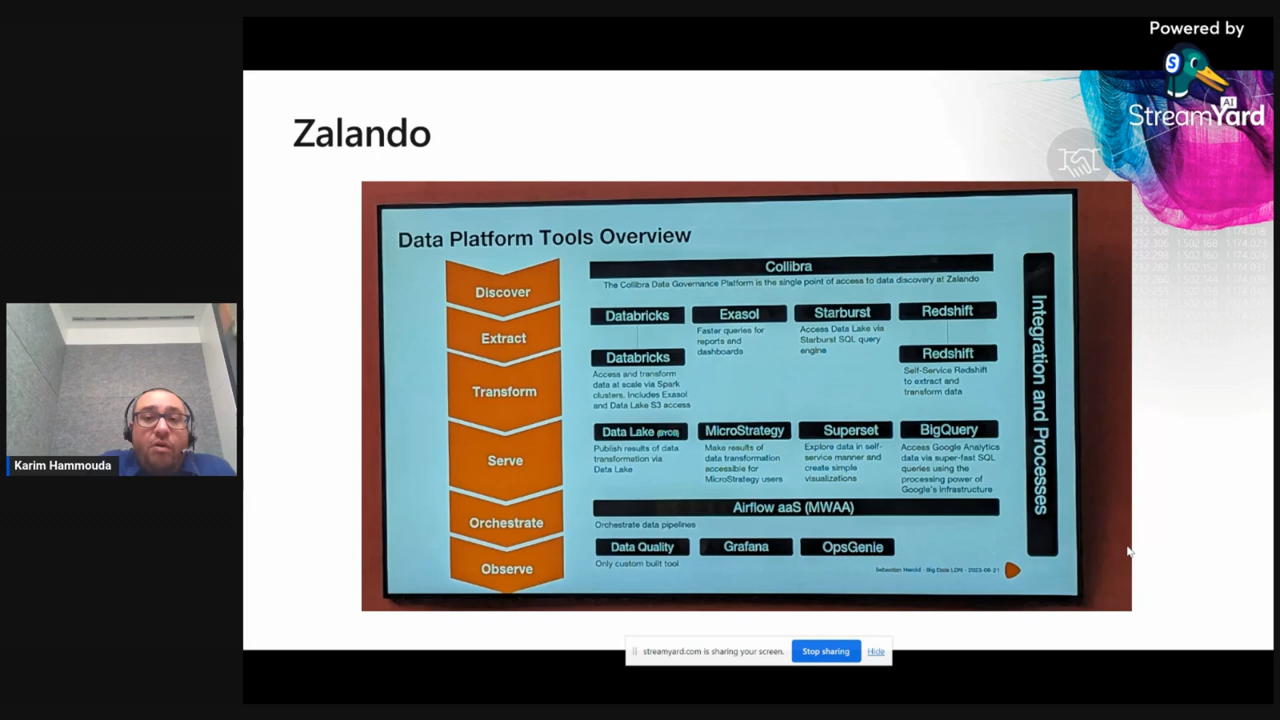 Powered by
StreamYard
AI
Zalando
Data Platform Tools Overview
Discover
Extract
Transform
Serve
Orchestrate
Observe
Collibra
The Collibra Data Governance Platform is the single point of access to data discovery at Zalando
Databricks
Exasol
Faster queries for
reports and
dashboards
Starburst
Access Data Lake via
Starburst SQL query
engine
Redshift
Databricks
Access and transform
data at scale via Spark
clusters. Includes Exasol
and Data Lake S3 access
Redshift
Self-Service Redshift
to extract and
transform data
Data Lake (BYOB)
Publish results of data
transformation via
Data Lake
MicroStrategy
Make results of
data transformation
accessible for
MicroStrategy users
Superset
Explore data in self-
service manner and
create simple
visualizations
BigQuery
Access Google Analytics
data via super-fast SQL
queries using the
processing power of
Google's infrastructure
Airflow aaS (MWAA)
Orchestrate data pipelines
Data Quality
Only custom built tool
Grafana
OpsGenie
Integration and Processes
Big Data LDN
Karim Hammouda
streamyard.com is sharing your screen.
Stop sharing
Hide